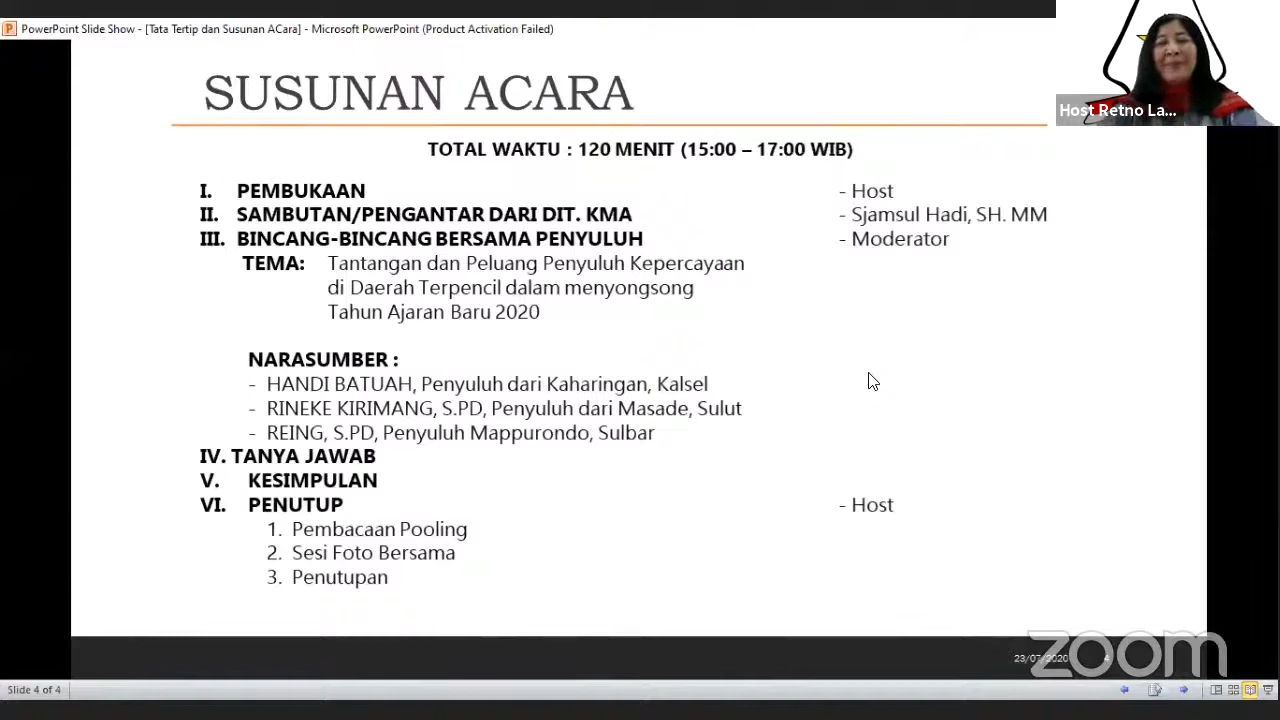 PowerPoint Slide Show - [Tata Tertip dan Susunan ACara] - Microsoft PowerPoint (Product Activation Failed)
Host Retno La...
SUSUNAN ACARA
TOTAL WAKTU : 120 MENIT (15:00 – 17:00 WIB)
I. PEMBUKAAN - Host
II. SAMBUTAN/PENGANTAR DARI DIT. KMA - Sjamsul Hadi, SH. MM
III. BINCANG-BINCANG BERSAMA PENYULUH - Moderator
TEMA: Tantangan dan Peluang Penyuluh Kepercayaan
di Daerah Terpencil dalam menyongsong
Tahun Ajaran Baru 2020
NARASUMBER :
- HANDI BATUAH, Penyuluh dari Kaharingan, Kalsel
- RINEKE KIRIMANG, S.PD, Penyuluh dari Masade, Sulut
- REING, S.PD, Penyuluh Mappurondo, Sulbar
IV. TANYA JAWAB
V. KESIMPULAN
VI. PENUTUP - Host
1. Pembacaan Pooling
2. Sesi Foto Bersama
3. Penutupan
23/07/2020 4
zoom
Slide 4 of 4